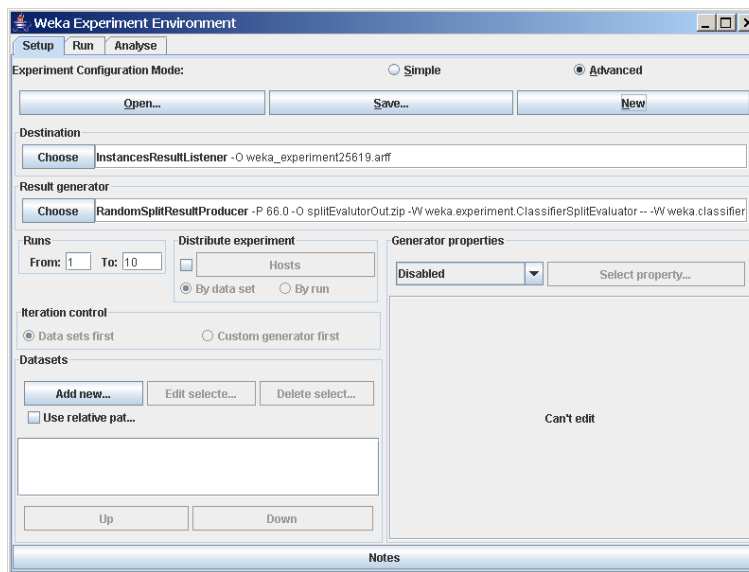 Weka Experiment Environment
Setup Run Analyse
Experiment Configuration Mode: Simple Advanced
Open... Save... New
Destination
Choose InstancesResultListener -O weka_experiment25619.arff
Result generator
Choose RandomSplitResultProducer -P 66.0 -O splitEvalutorOut.zip -W weka.experiment.ClassifierSplitEvaluator -- -W weka.classifier
Runs Distribute experiment Generator properties
From: 1 To: 10 Hosts Disabled Select property...
By data set By run
Iteration control
Data sets first Custom generator first
Datasets
Add new... Edit selecte... Delete select...
Use relative pat... Can't edit
Up Down
Notes